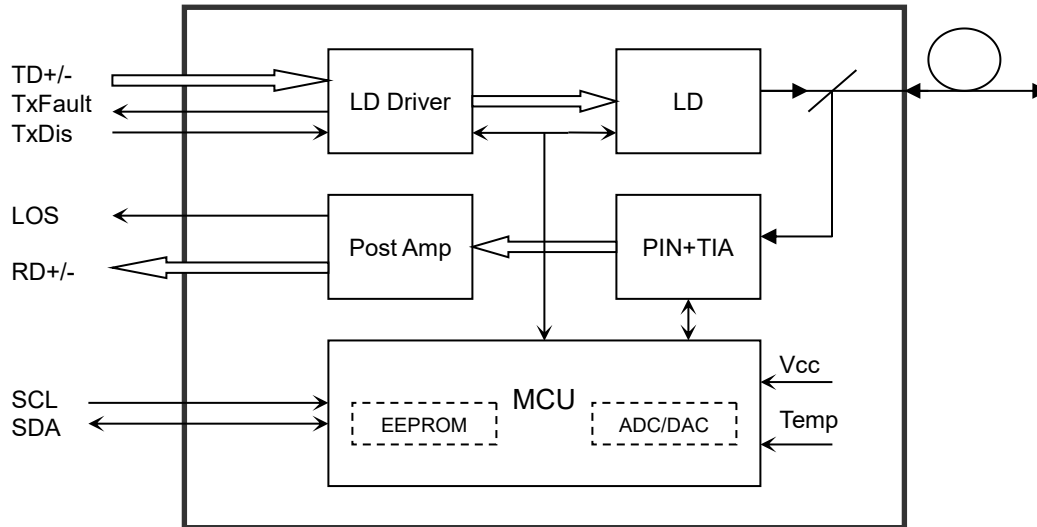 TD+/-
TxFault
TxDis
LD Driver
LD
LOS
RD+/-
Post Amp
PIN+TIA
SCL
SDA
MCU
EEPROM
ADC/DAC
Vcc
Temp